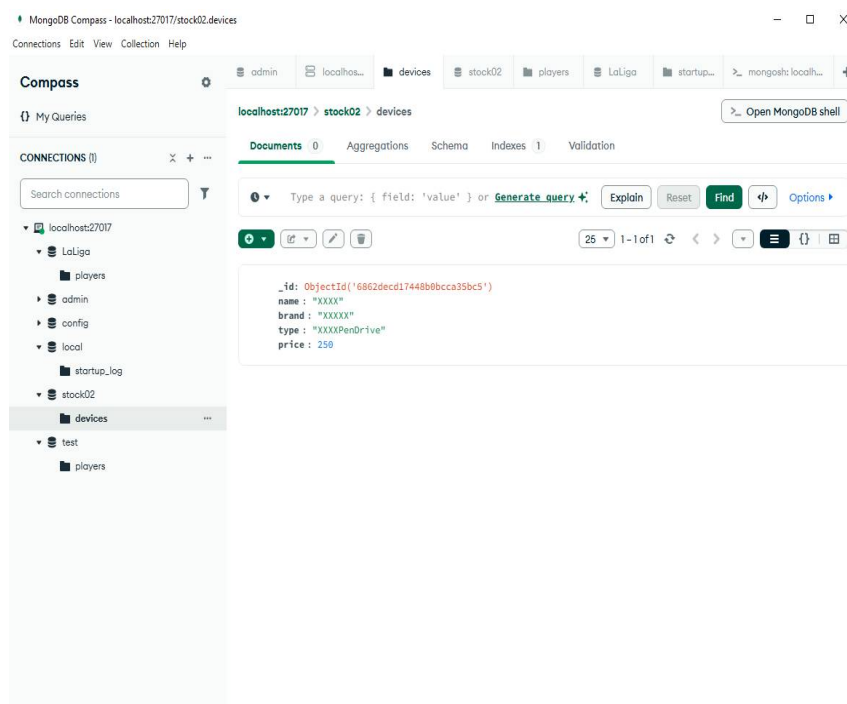 MongoDB Compass - localhost:27017/stock02.devices
Connections Edit View Collection Help
Compass
{} My Queries
CONNECTIONS (1)
Search connections
localhost:27017
LaLiga
players
admin
config
local
startup_log
stock02
devices
test
players
admin localhos... devices stock02 players LaLiga startup... >_ mongosh: localh...
localhost:27017 > stock02 > devices
>_ Open MongoDB shell
Documents 0 Aggregations Schema Indexes 1 Validation
Type a query: { field: 'value' } or Generate query Explain Reset Find </> Options
25 1-1 of 1 {}
_id: ObjectId('6862decd17448b0bcca35bc5')
name : "XXXX"
brand : "XXXXX"
type : "XXXXPenDrive"
price : 250